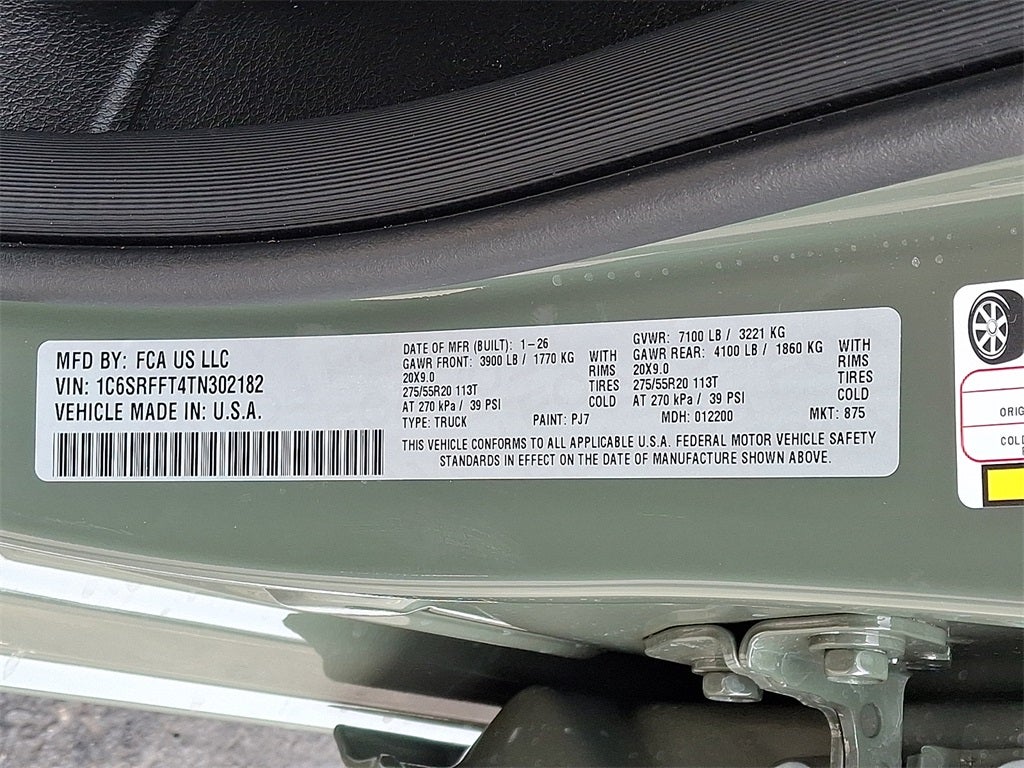 MFD BY: FCA US LLC
VIN: 1C6SRFFT4TN302182
VEHICLE MADE IN: U.S.A.
DATE OF MFR (BUILT): 1-26
GAWR FRONT: 3900 LB / 1770 KG WITH
20X9.0 RIMS
275/55R20 113T TIRES
AT 270 kPa / 39 PSI COLD
TYPE: TRUCK PAINT: PJ7
GVWR: 7100 LB / 3221 KG
GAWR REAR: 4100 LB / 1860 KG WITH
20X9.0 RIMS
275/55R20 113T TIRES
AT 270 kPa / 39 PSI COLD
MDH: 012200 MKT: 875
THIS VEHICLE CONFORMS TO ALL APPLICABLE U.S.A. FEDERAL MOTOR VEHICLE SAFETY
STANDARDS IN EFFECT ON THE DATE OF MANUFACTURE SHOWN ABOVE.
ORIG
COLD